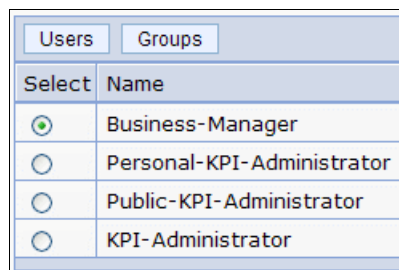 Users Groups
Select Name
Business-Manager
Personal-KPI-Administrator
Public-KPI-Administrator
KPI-Administrator